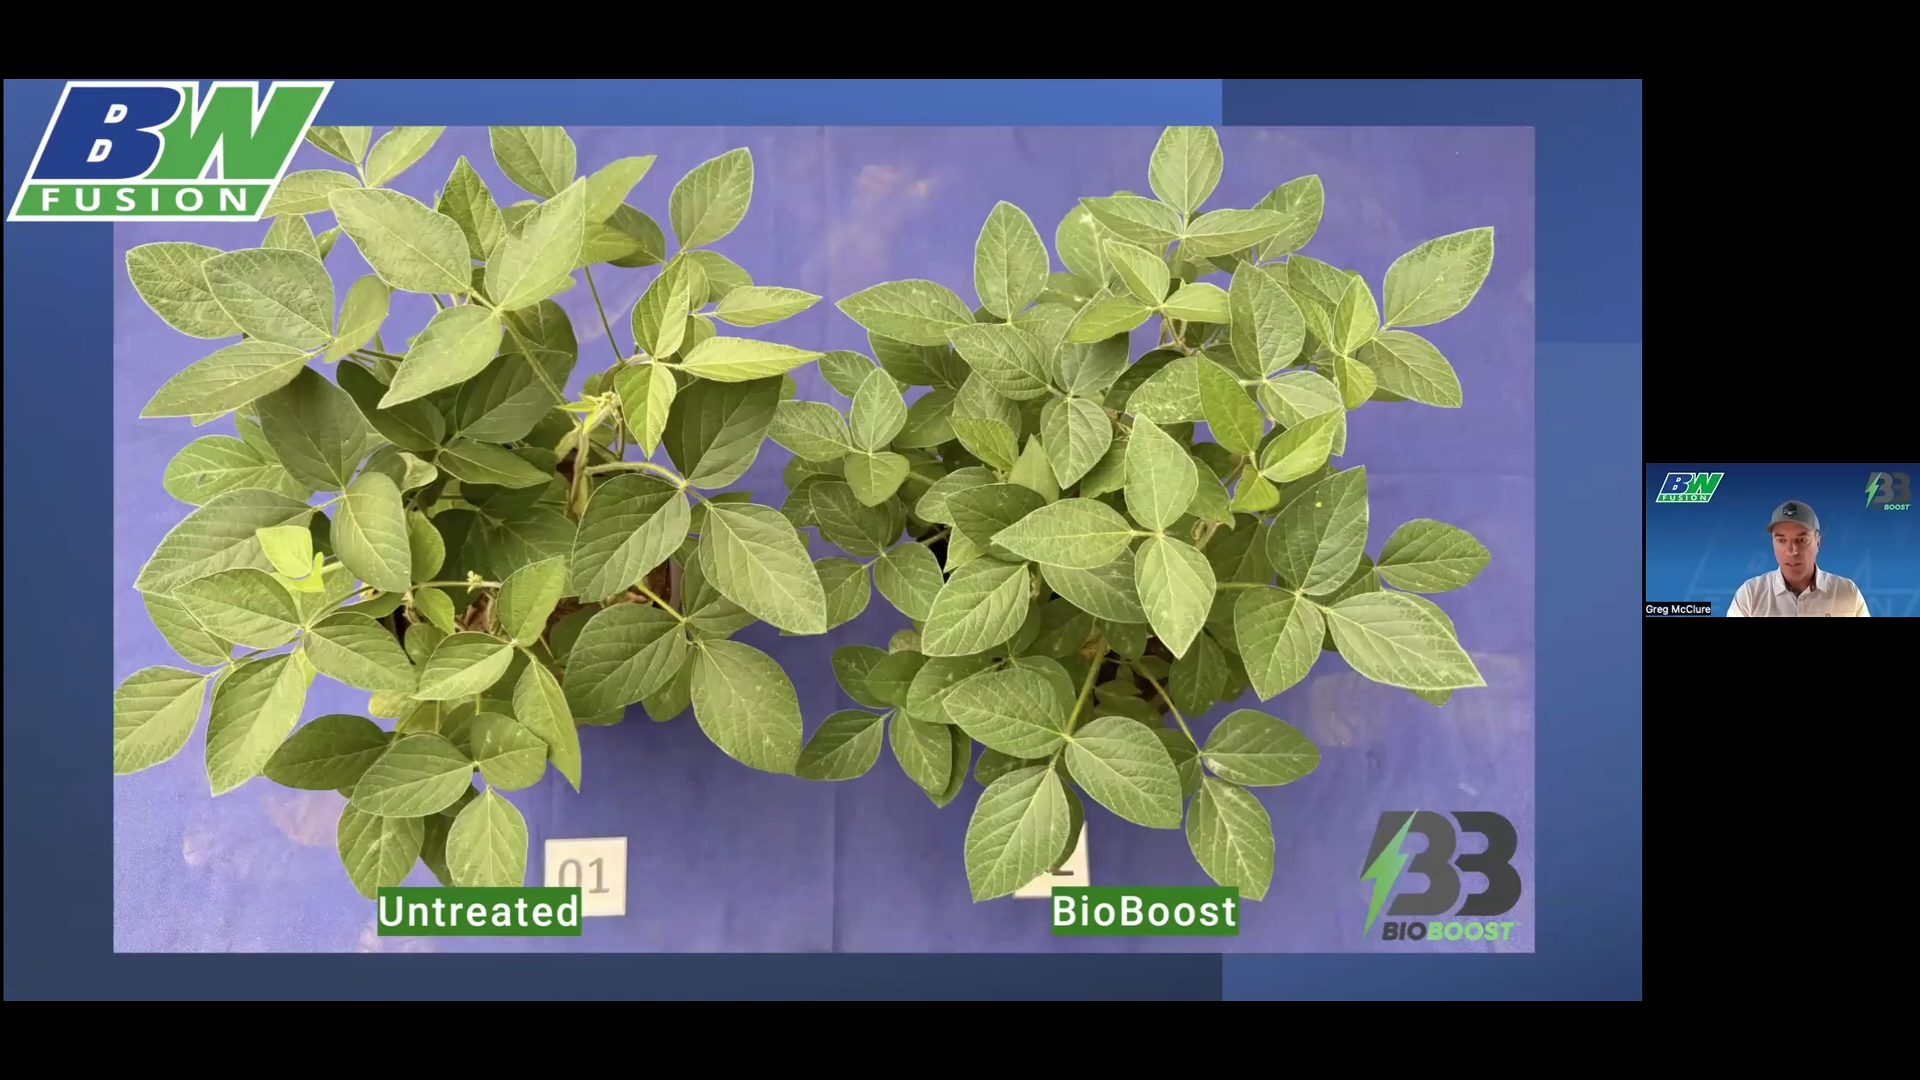 BW
FUSION
01
Untreated
BioBoost
BIOBOOST
BW
FUSION
BOOST
Greg McClure